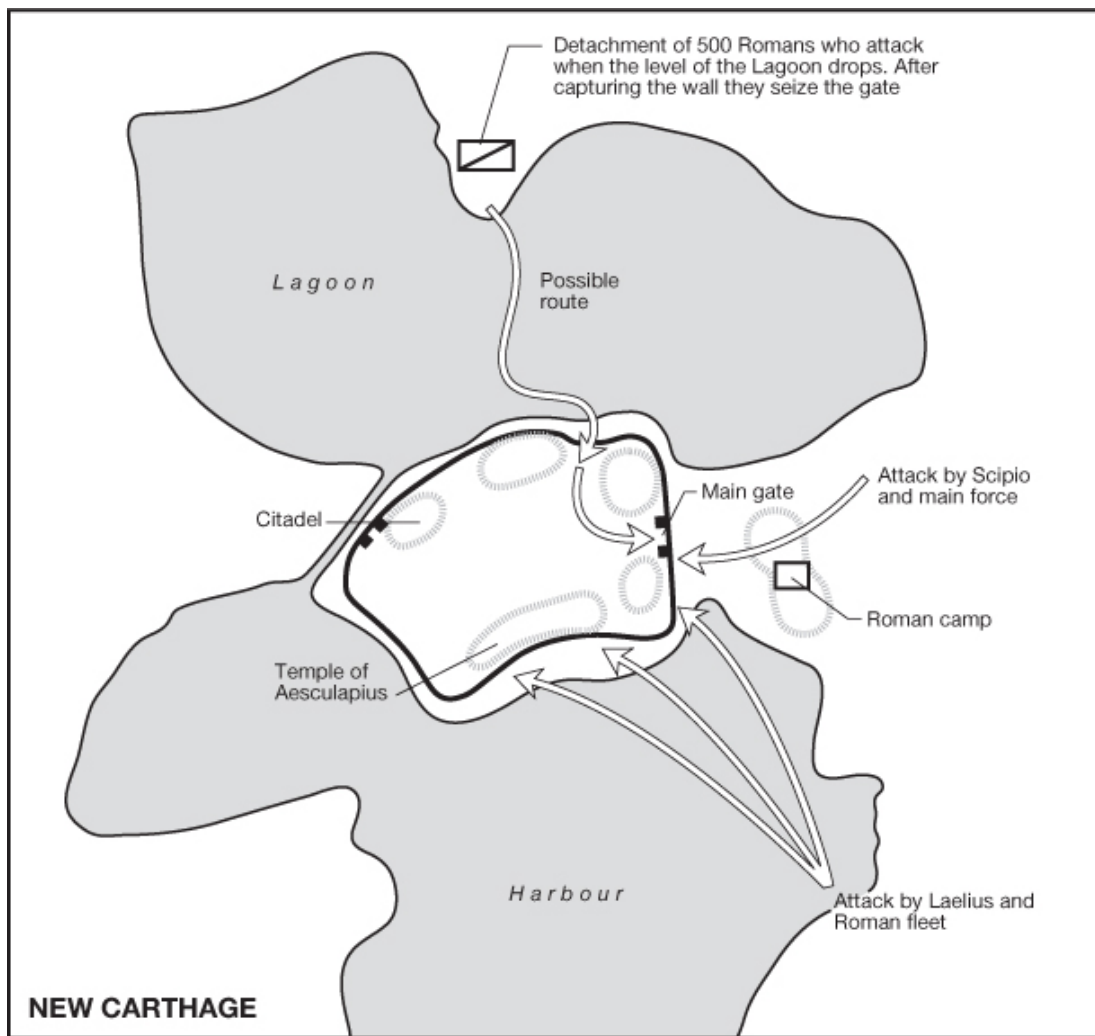 Detachment of 500 Romans who attack
when the level of the Lagoon drops. After
capturing the wall they seize the gate
Lagoon
Possible
route
Attack by Scipio
and main force
Main gate
Citadel
Roman camp
Temple of
Aesculapius
Harbour
Attack by Laelius and
Roman fleet
NEW CARTHAGE